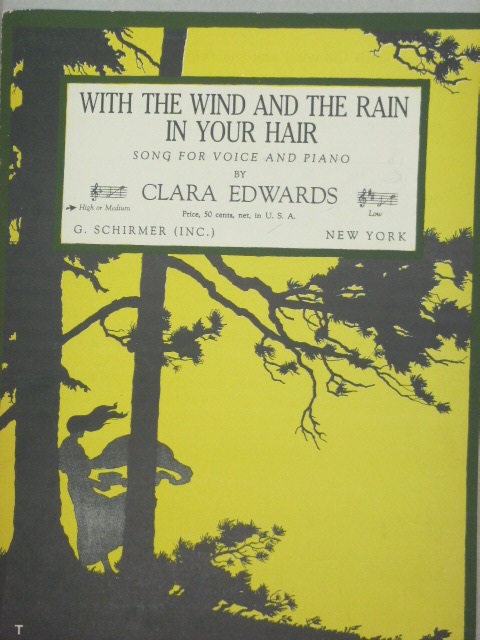 WITH THE WIND AND THE RAIN
IN YOUR HAIR
SONG FOR VOICE AND PIANO
BY
CLARA EDWARDS
High or Medium
Low
Price, 50 cents, net, in U. S. A.
G. SCHIRMER (INC.) NEW YORK
T